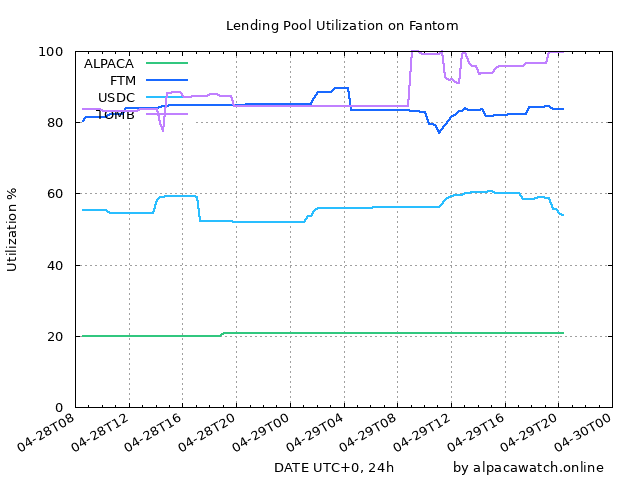 Lending Pool Utilization on Fantom
100
80
60
40
20
0
Utilization %
ALPACA
FTM
USDC
1OMB
04-28T08
04-28T12
04-28T16
04-28T20
04-29T00
04-29T04
04-29T08
04-29T12
04-29T16
04-29T20
04-30T00
DATE UTC+0, 24h
by alpacawatch.online